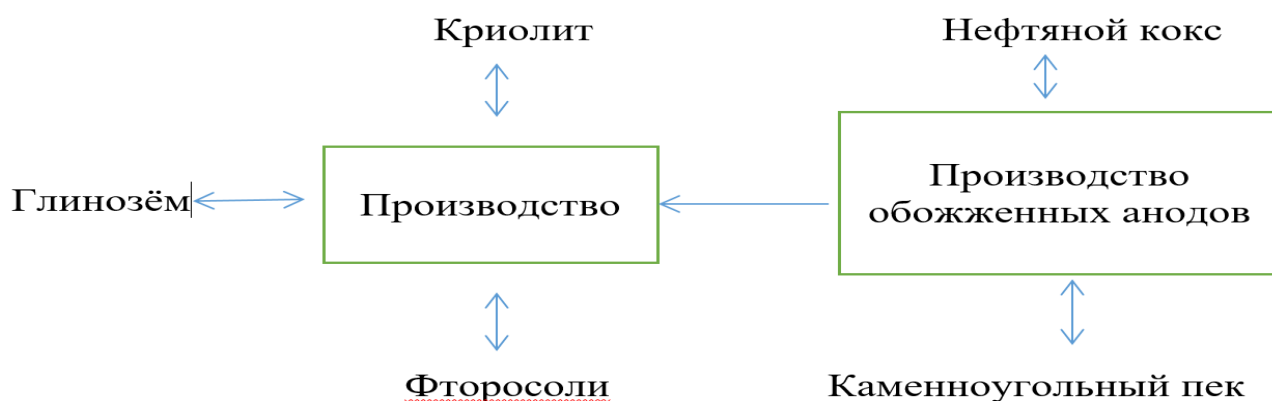 Криолит
Нефтяной кокс
Глинозём
Производство
Производство
обожженных анодов
Фторосоли
Каменноугольный пек